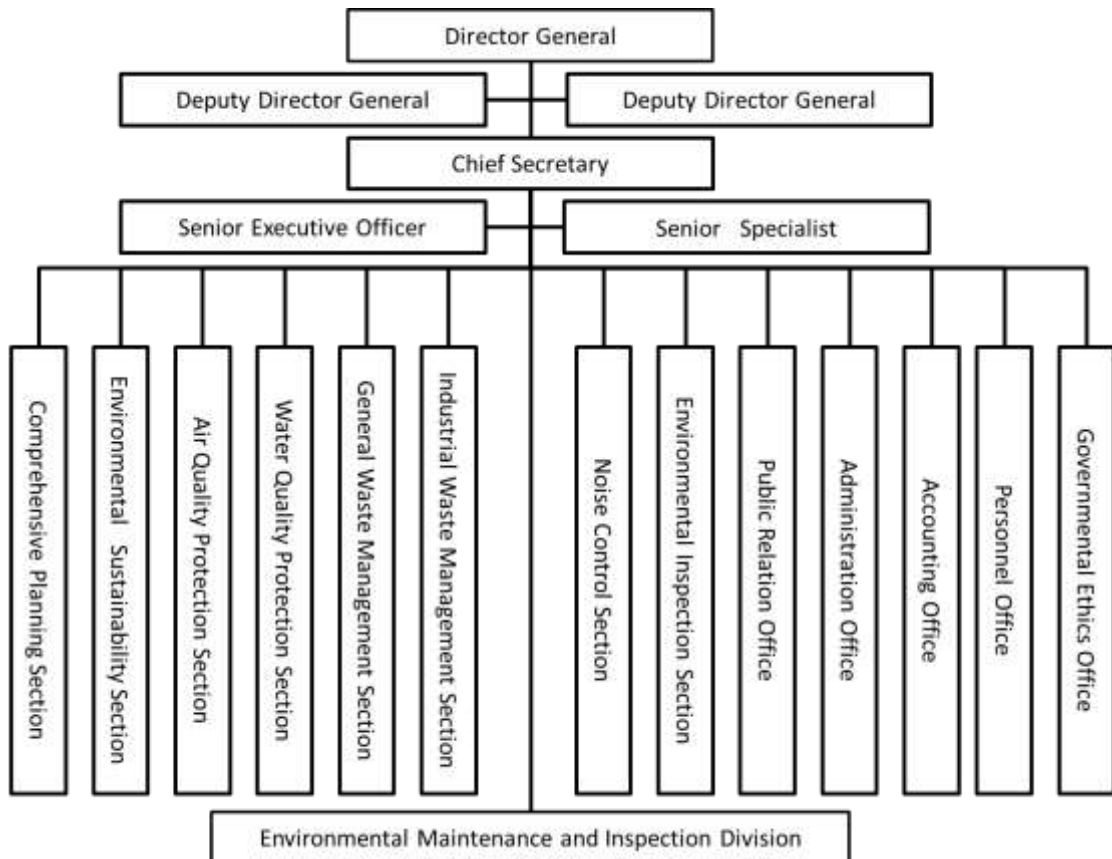 Director General
Deputy Director General
Deputy Director General
Chief Secretary
Senior Executive Officer
Senior Specialist
Comprehensive Planning Section
Environmental Sustainability Section
Air Quality Protection Section
Water Quality Protection Section
General Waste Management Section
Industrial Waste Management Section
Noise Control Section
Environmental Inspection Section
Public Relation Office
Administration Office
Accounting Office
Personnel Office
Governmental Ethics Office
Environmental Maintenance and Inspection Division